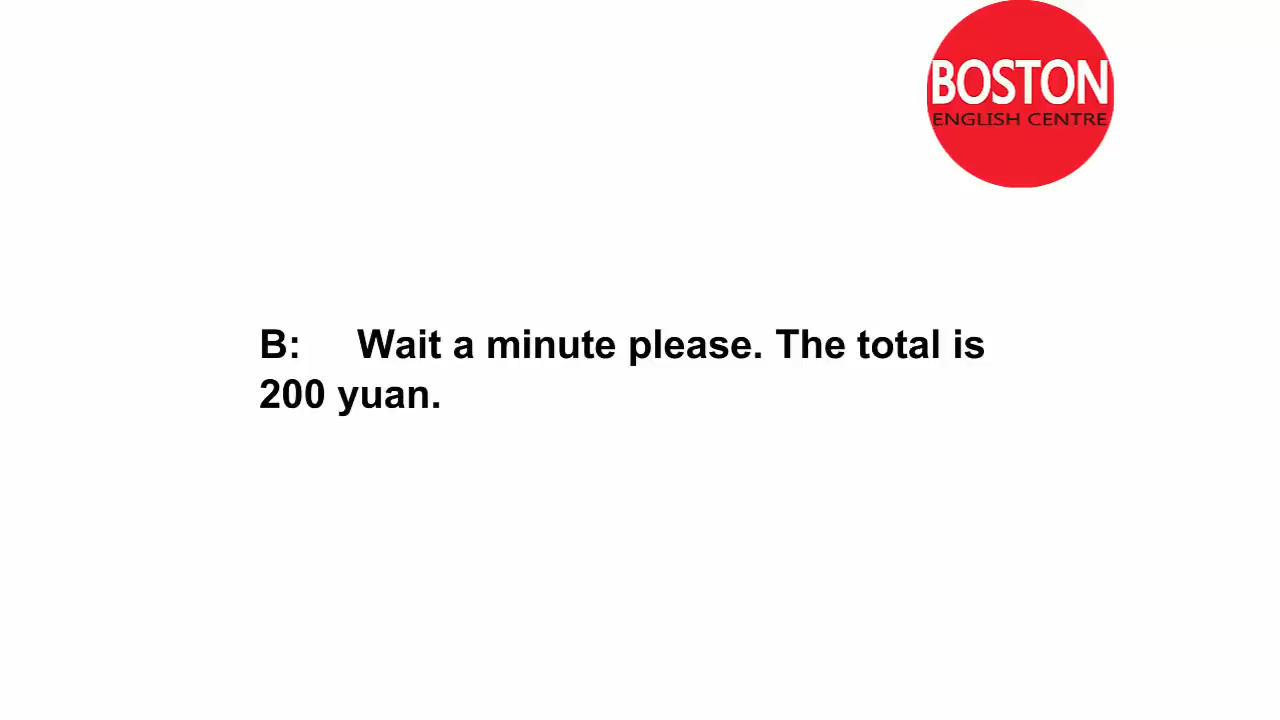 BOSTON
ENGLISH CENTRE
B: Wait a minute please. The total is
200 yuan.